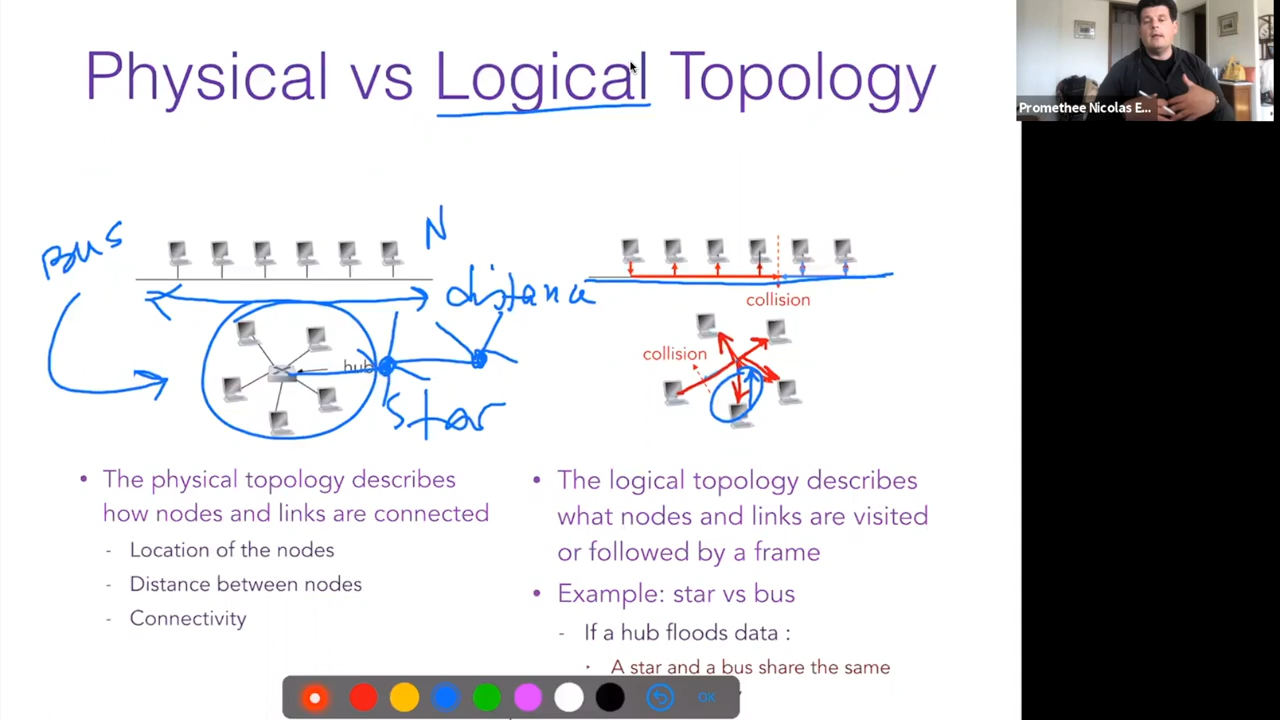 Physical vs Logical Topology
Promethee Nicolas E...
Bus
N
distance
collision
hub
collision
Star
• The physical topology describes
how nodes and links are connected
- Location of the nodes
- Distance between nodes
- Connectivity
• The logical topology describes
what nodes and links are visited
or followed by a frame
• Example: star vs bus
- If a hub floods data :
‣ A star and a bus share the same
OK